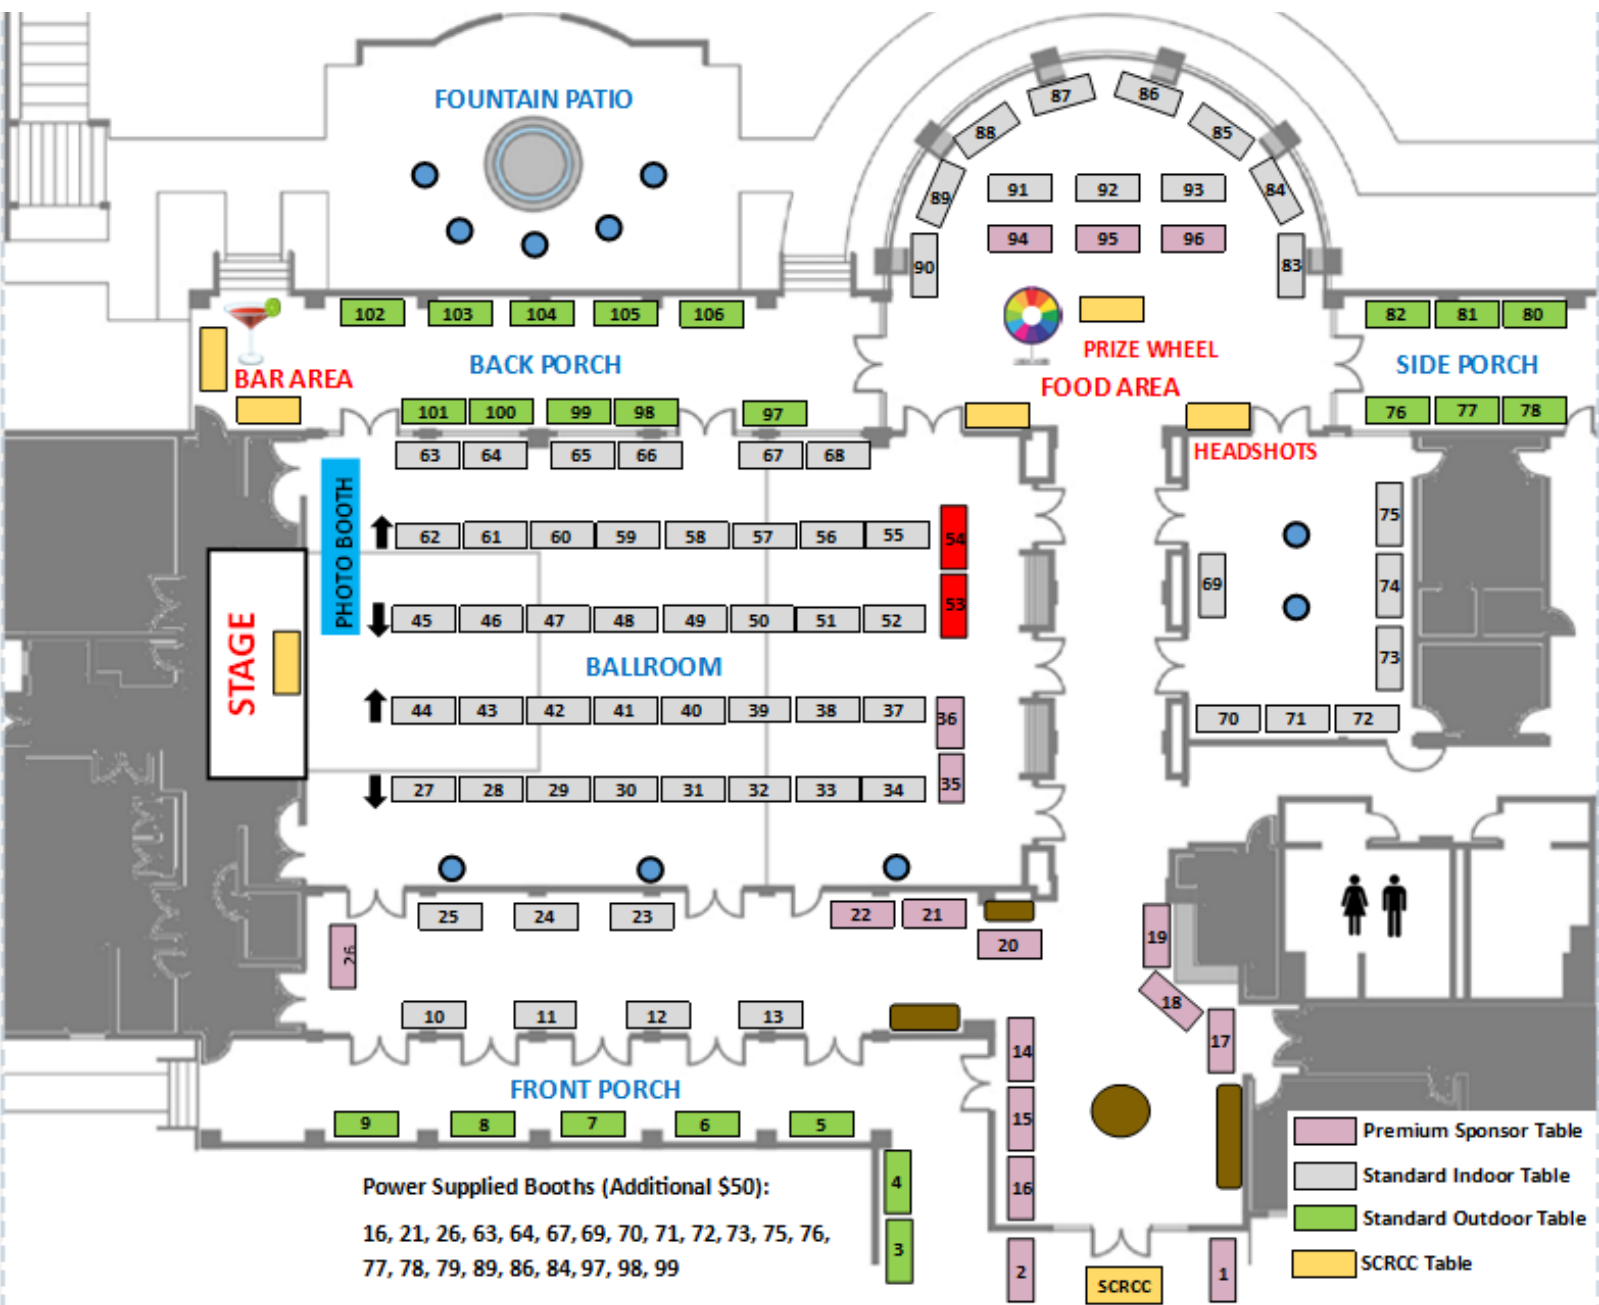 FOUNTAIN PATIO
87 86
88 85
89 91 92 93 84
94 95 96
90 83
102 103 104 105 106
82 81 80
PRIZE WHEEL
BACK PORCH
SIDE PORCH
BAR AREA
FOOD AREA
101 100 99 98 97
76 77 78
HEADSHOTS
63 64 65 66 67 68
PHOTO BOOTH
62 61 60 59 58 57 56 55 54
75
69 74
45 46 47 48 49 50 51 52 53
STAGE
BALLROOM
73
44 43 42 41 40 39 38 37 36
70 71 72
27 28 29 30 31 32 33 34 35
25 24 23 22 21
20 19
26
18
10 11 12 13
14 17
FRONT PORCH
9 8 7 6 5
15
Premium Sponsor Table
Standard Indoor Table
Standard Outdoor Table
SCRCC Table
4 16
3
2 SCRCC 1
Power Supplied Booths (Additional $50):
16, 21, 26, 63, 64, 67, 69, 70, 71, 72, 73, 75, 76,
77, 78, 79, 89, 86, 84, 97, 98, 99